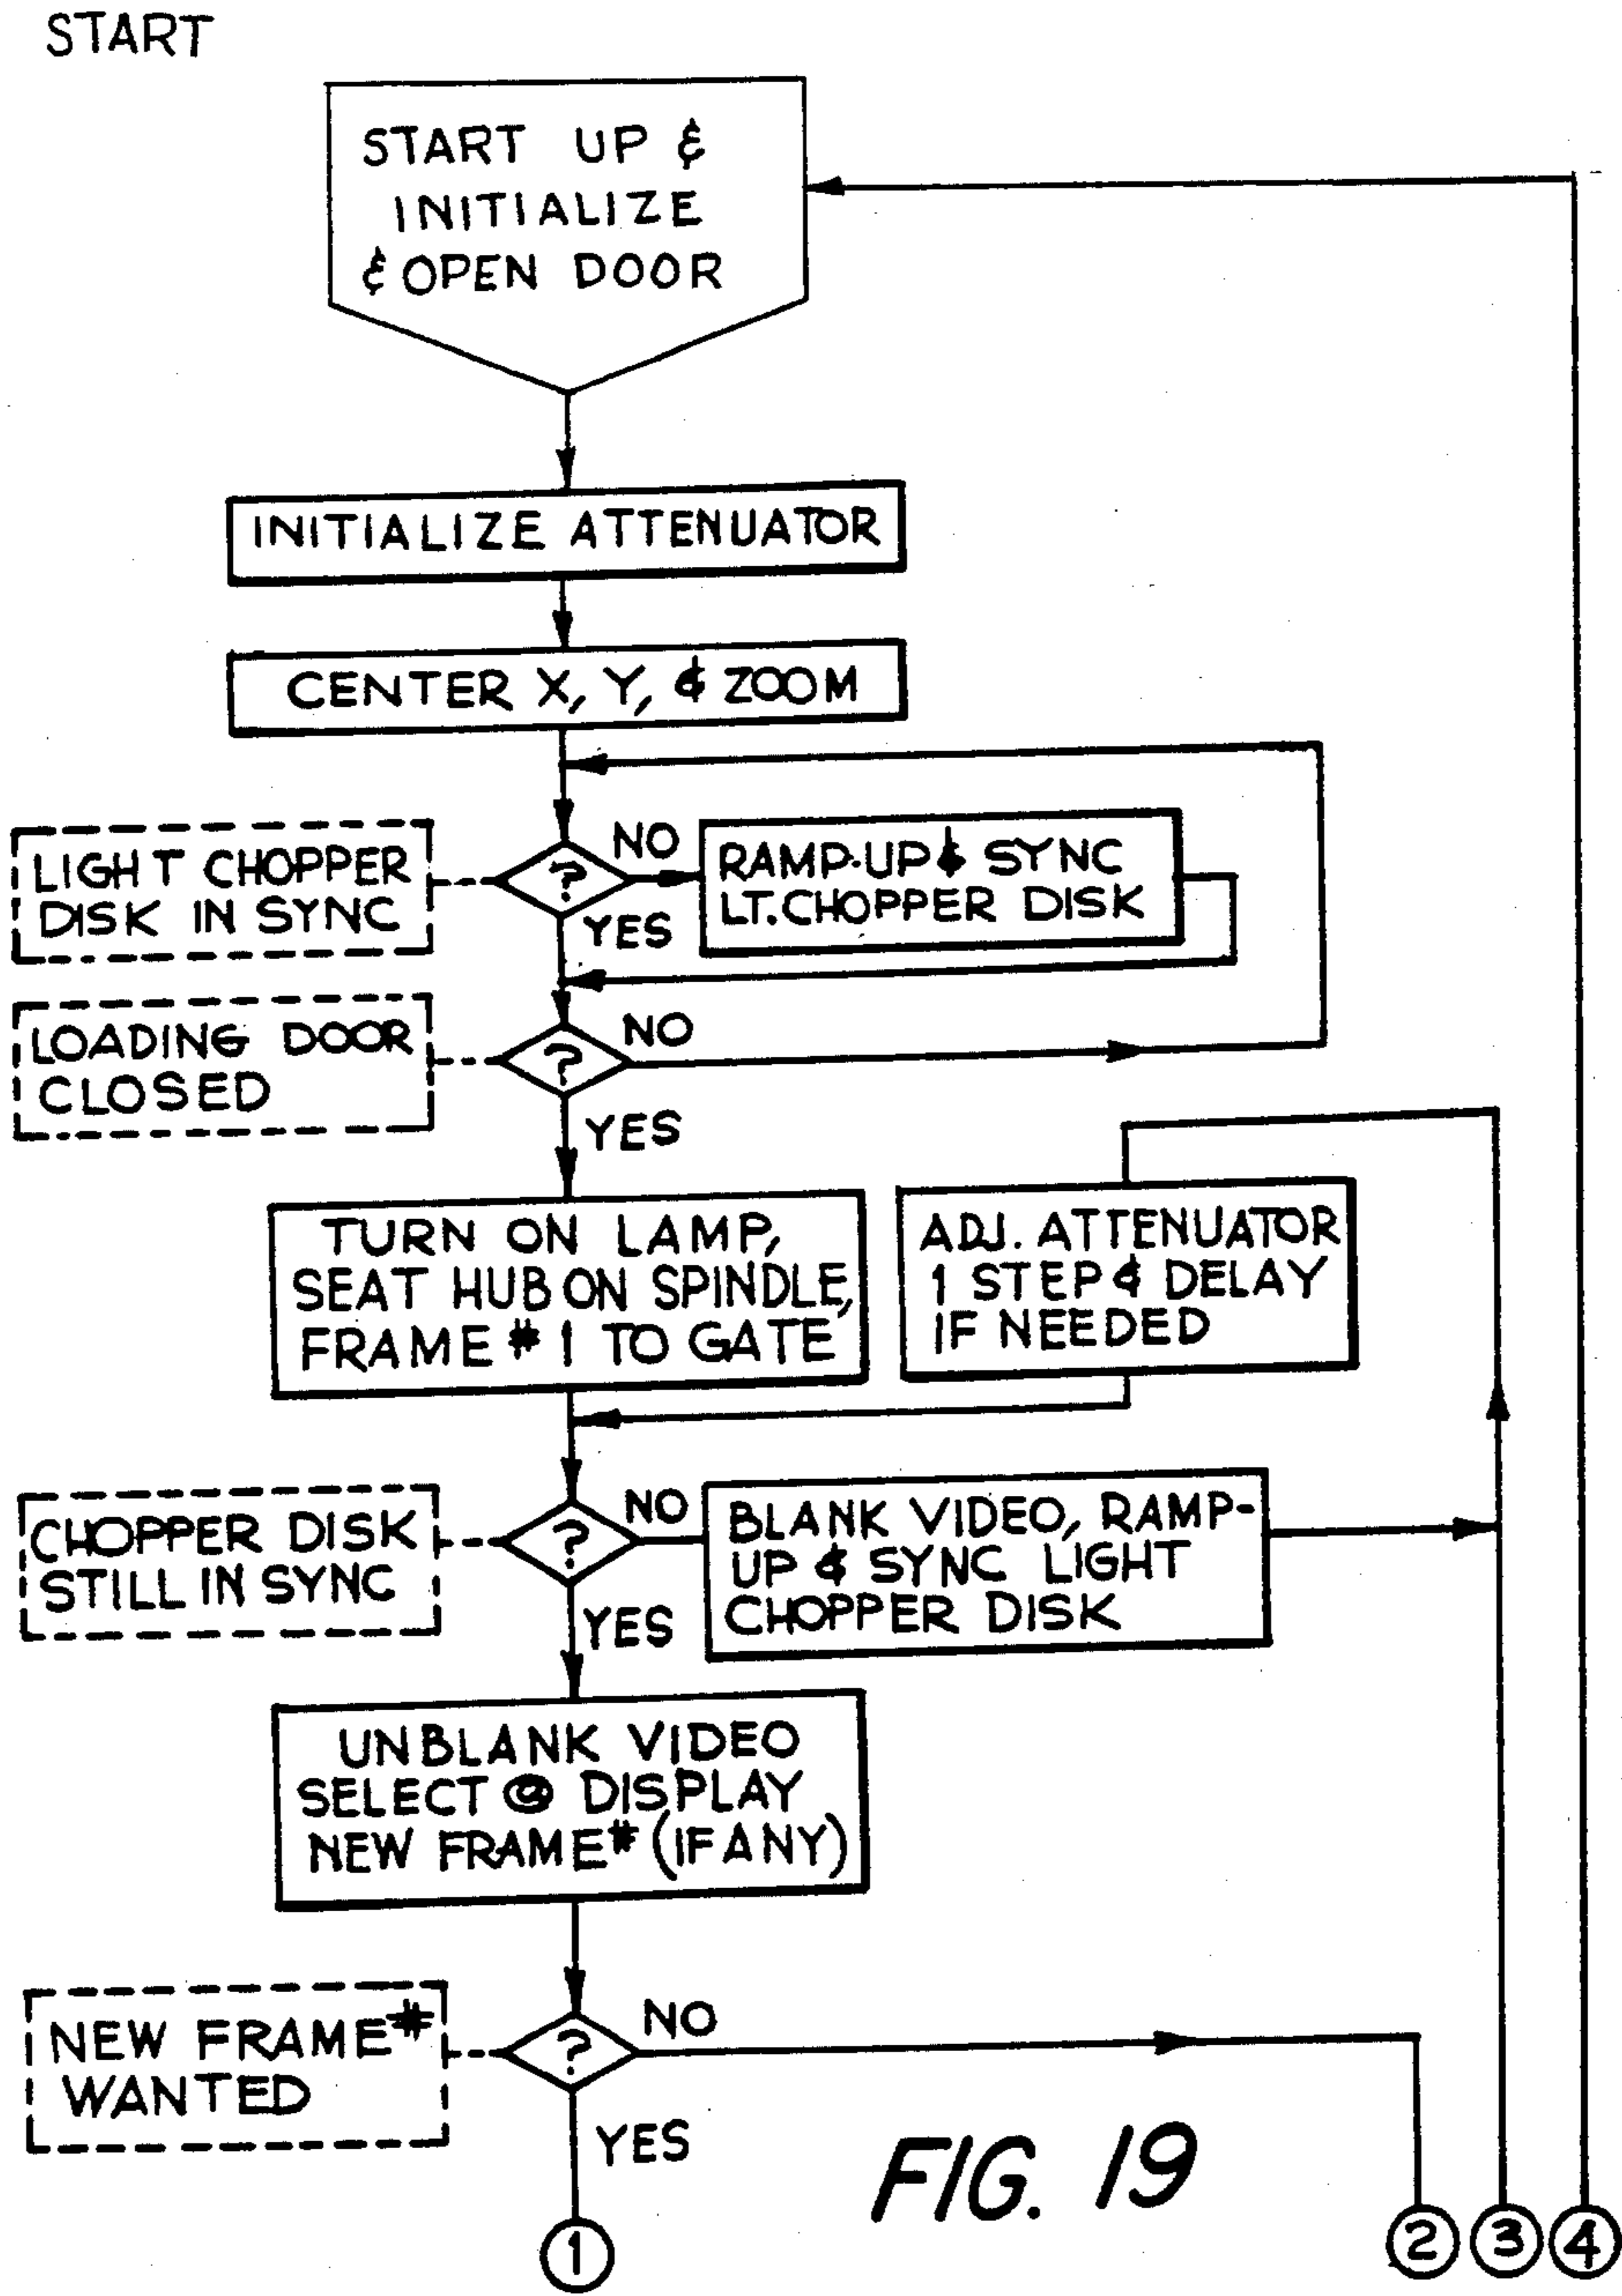 START
START UP &
INITIALIZE
& OPEN DOOR
INITIALIZE ATTENUATOR
CENTER X, Y, & ZOOM
LIGHT CHOPPER
DISK IN SYNC
?
NO
YES
RAMP-UP & SYNC
LT. CHOPPER DISK
LOADING DOOR
CLOSED
?
NO
YES
TURN ON LAMP,
SEAT HUB ON SPINDLE,
FRAME # 1 TO GATE
ADJ. ATTENUATOR
1 STEP & DELAY
IF NEEDED
CHOPPER DISK
STILL IN SYNC
?
NO
YES
BLANK VIDEO, RAMP-
UP & SYNC LIGHT
CHOPPER DISK
UNBLANK VIDEO
SELECT @ DISPLAY
NEW FRAME # (IF ANY)
NEW FRAME #
WANTED
?
NO
YES
FIG. 19
1
2
3
4